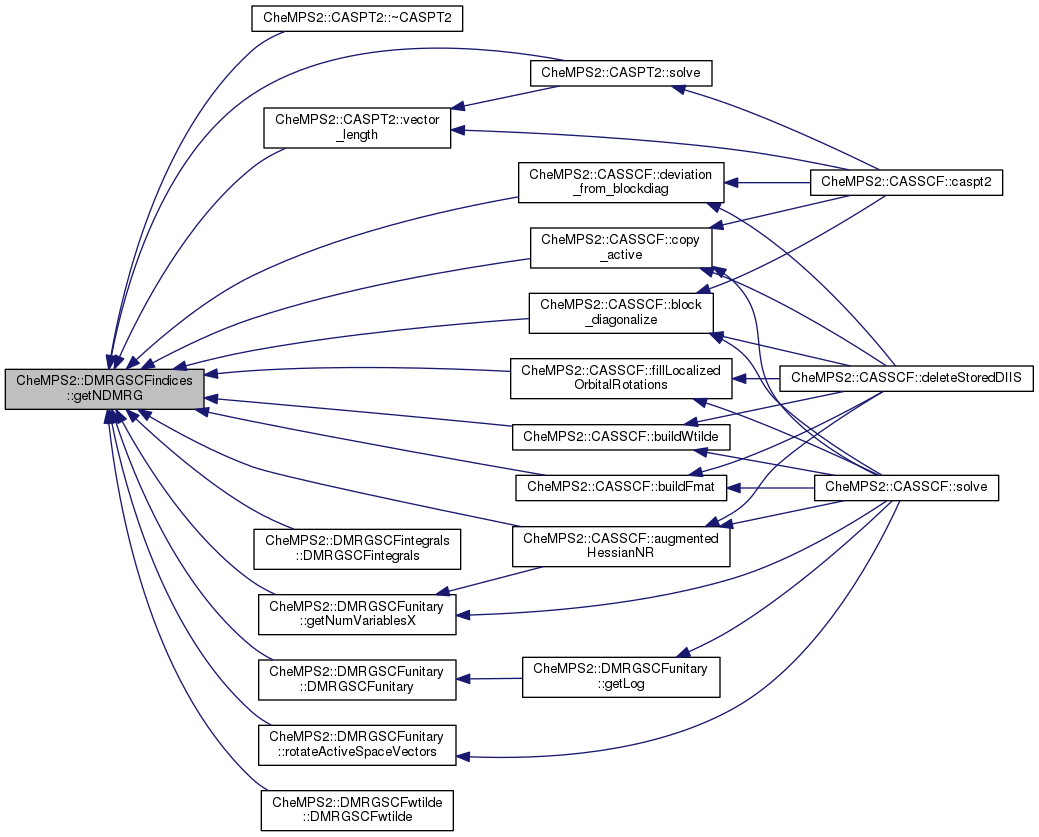 CheMPS2::CASPT2::~CASPT2
CheMPS2::CASPT2::solve
CheMPS2::CASPT2::vector
_length
CheMPS2::CASSCF::deviation
_from_blockdiag
CheMPS2::CASSCF::caspt2
CheMPS2::CASSCF::copy
_active
CheMPS2::CASSCF::block
_diagonalize
CheMPS2::DMRGSCFindices
::getNDMRG
CheMPS2::CASSCF::fillLocalized
OrbitalRotations
CheMPS2::CASSCF::deleteStoredDIIS
CheMPS2::CASSCF::buildWtilde
CheMPS2::CASSCF::buildFmat
CheMPS2::CASSCF::solve
CheMPS2::DMRGSCFintegrals
::DMRGSCFintegrals
CheMPS2::CASSCF::augmented
HessianNR
CheMPS2::DMRGSCFunitary
::getNumVariablesX
CheMPS2::DMRGSCFunitary
::DMRGSCFunitary
CheMPS2::DMRGSCFunitary
::getLog
CheMPS2::DMRGSCFunitary
::rotateActiveSpaceVectors
CheMPS2::DMRGSCFwtilde
::DMRGSCFwtilde